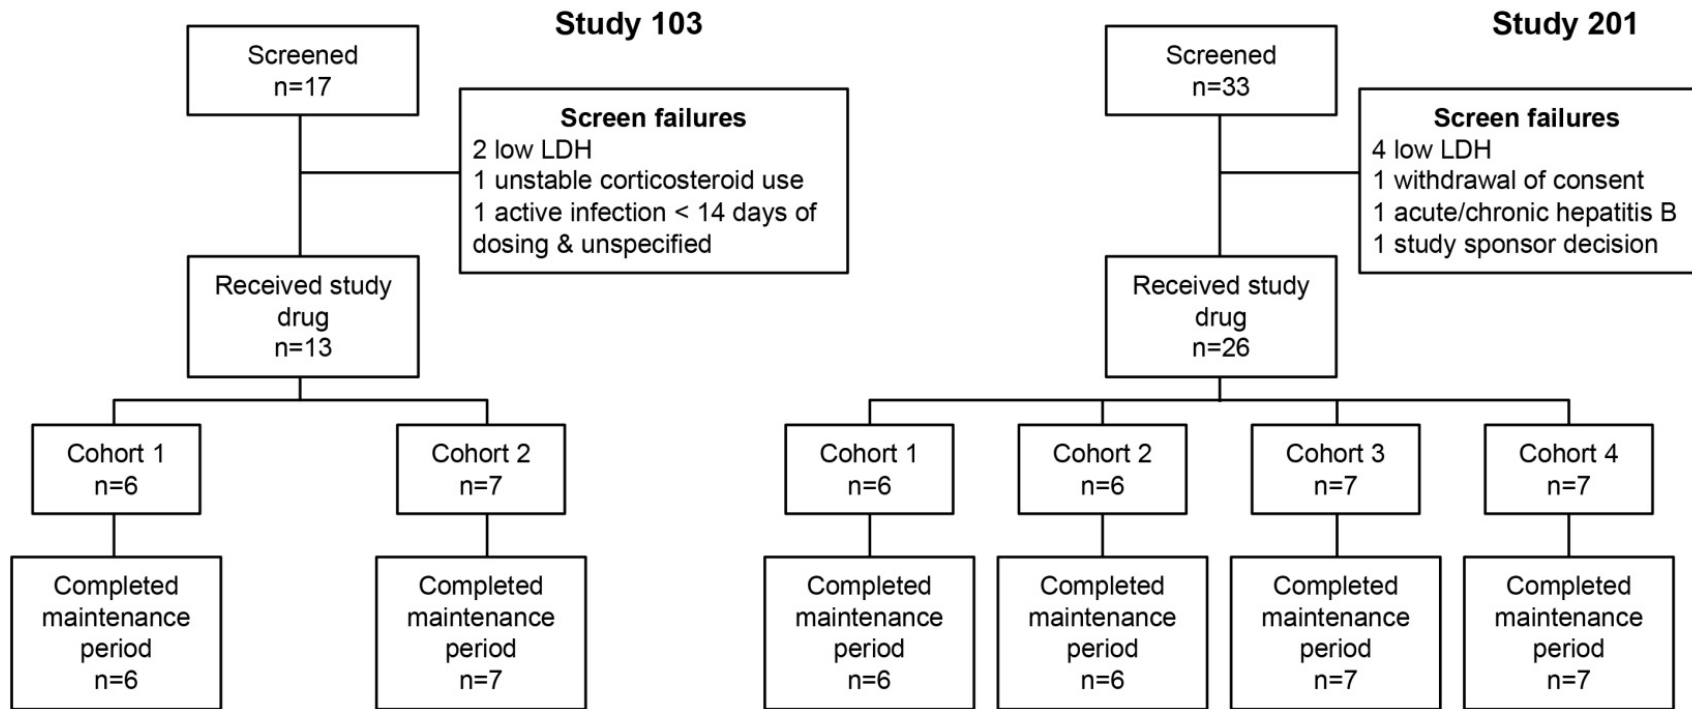 Study 103
Screened
n=17
Screen failures
2 low LDH
1 unstable corticosteroid use
1 active infection < 14 days of
dosing & unspecified
Received study
drug
n=13
Cohort 1
n=6
Cohort 2
n=7
Completed
maintenance
period
n=6
Completed
maintenance
period
n=7
Study 201
Screened
n=33
Screen failures
4 low LDH
1 withdrawal of consent
1 acute/chronic hepatitis B
1 study sponsor decision
Received study
drug
n=26
Cohort 1
n=6
Cohort 2
n=6
Cohort 3
n=7
Cohort 4
n=7
Completed
maintenance
period
n=6
Completed
maintenance
period
n=6
Completed
maintenance
period
n=7
Completed
maintenance
period
n=7